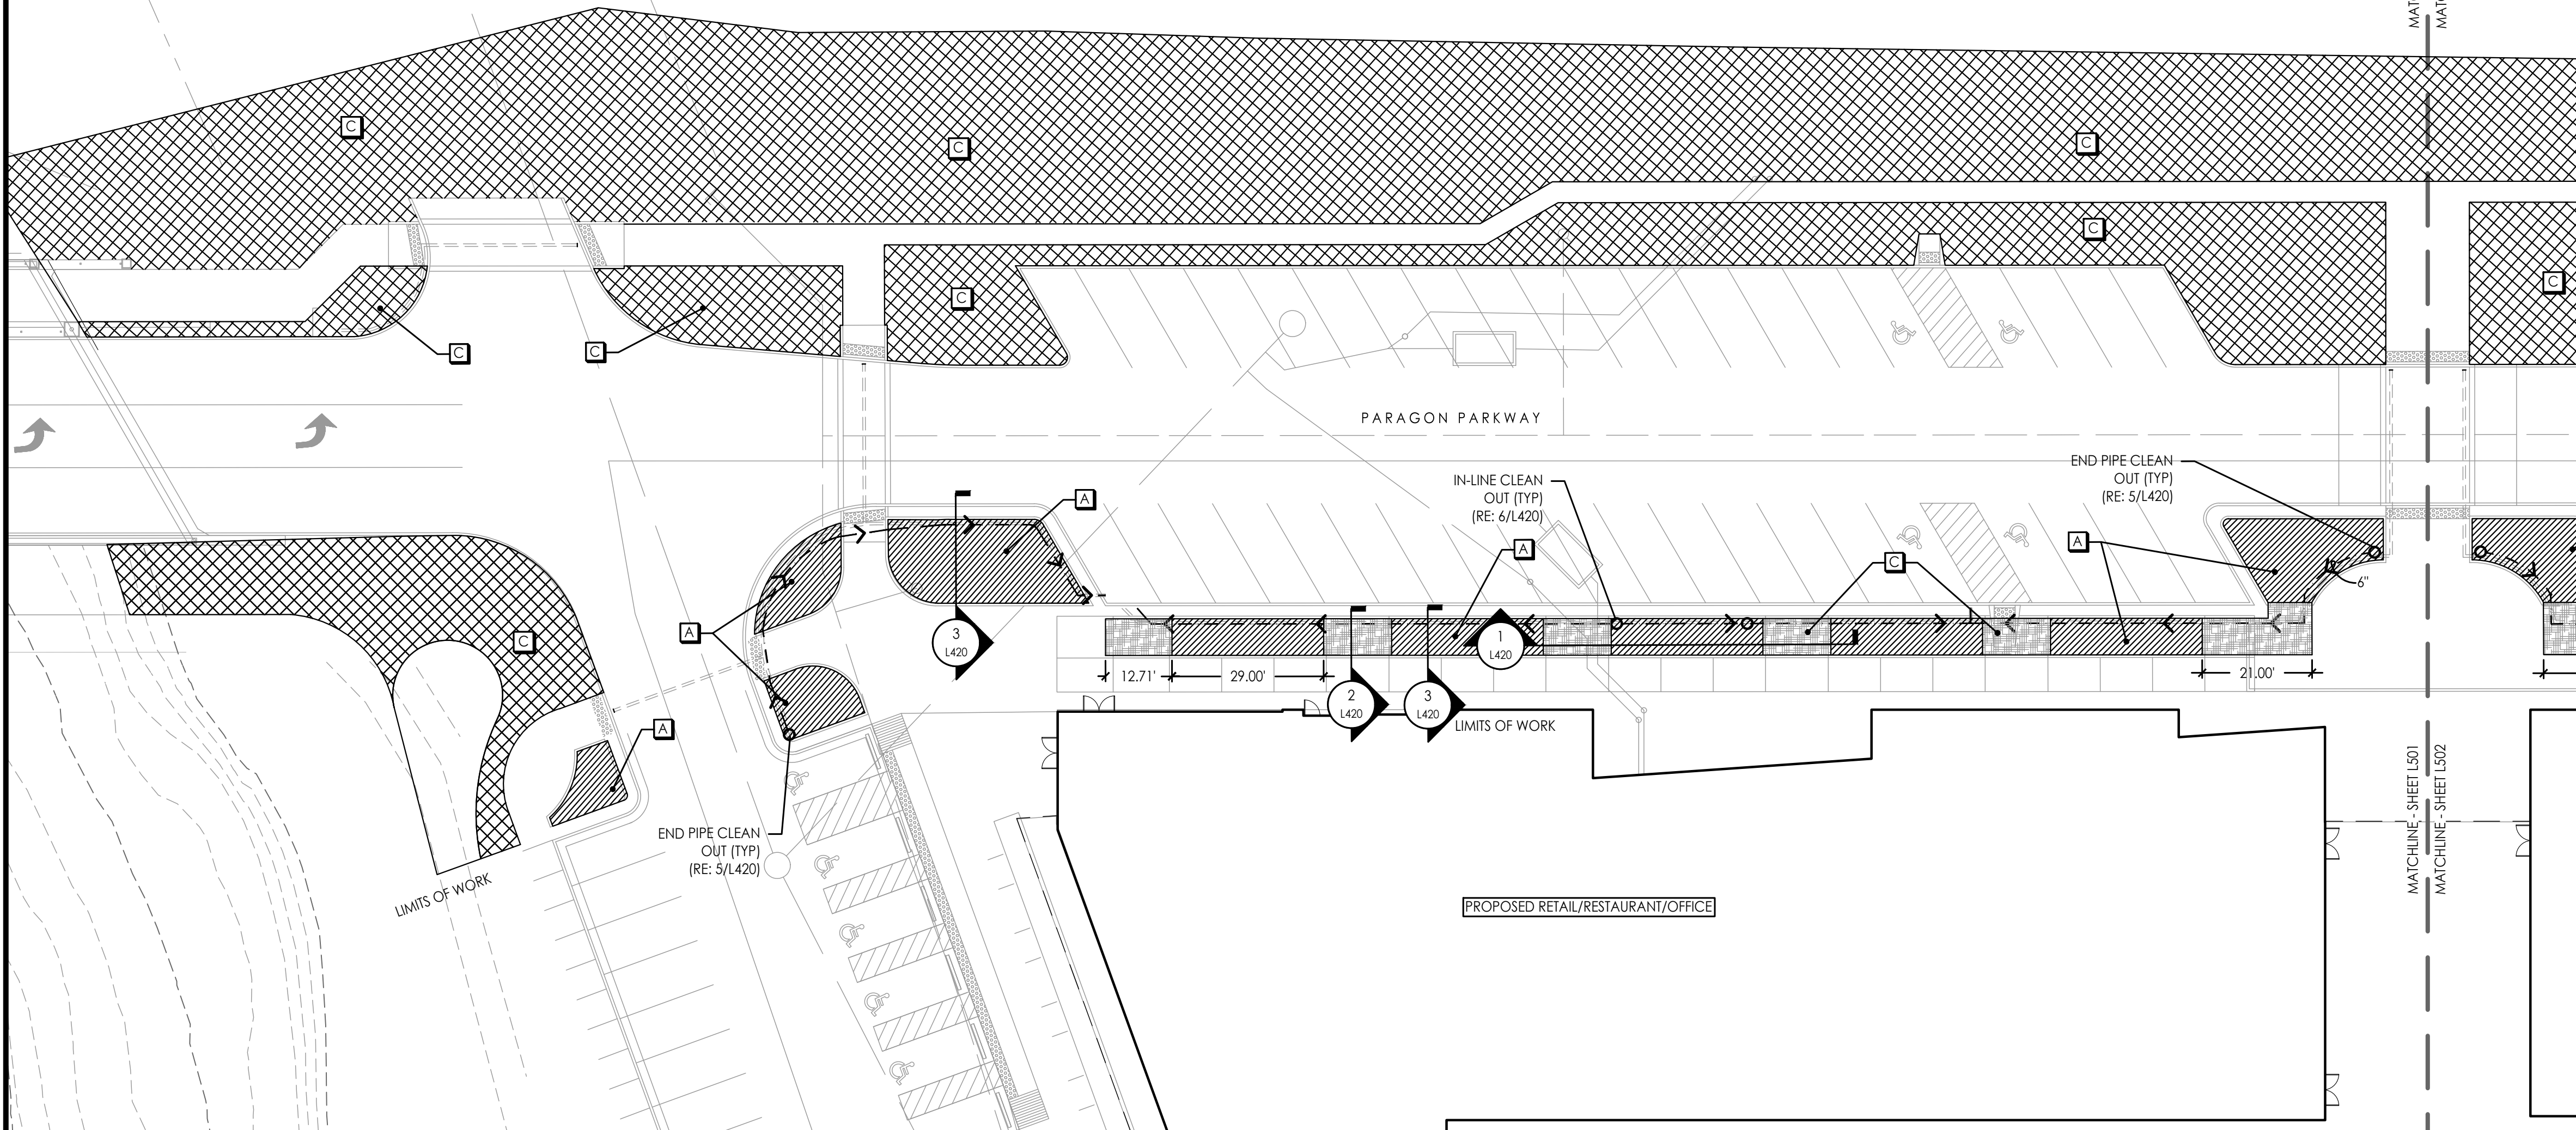 MAT
MAT
C
C
C
C
C
C
C
C
PARAGON PARKWAY
IN-LINE CLEAN
OUT (TYP)
(RE: 6/L420)
END PIPE CLEAN
OUT (TYP)
(RE: 5/L420)
A
A
A
C
6"
A
C
3
L420
1
L420
12.71'
29.00'
21.00'
2
L420
3
L420
LIMITS OF WORK
A
END PIPE CLEAN
OUT (TYP)
(RE: 5/L420)
LIMITS OF WORK
PROPOSED RETAIL/RESTAURANT/OFFICE
MATCHLINE - SHEET L501
MATCHLINE - SHEET L502